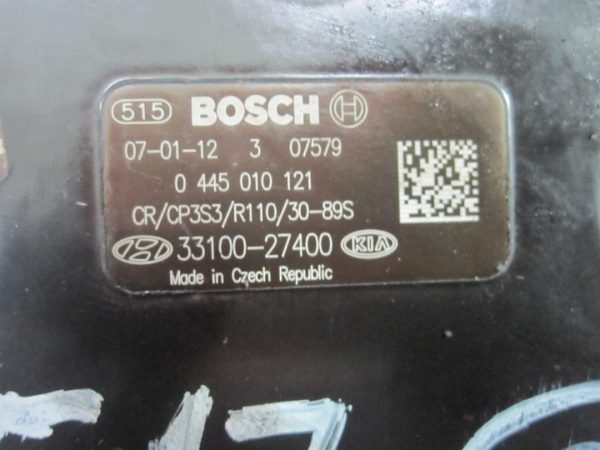 515 BOSCH
07-01-12 3 07579
0 445 010 121
CR/CP3S3/R110/30-89S
33100-27400 KIA
Made in Czech Republic